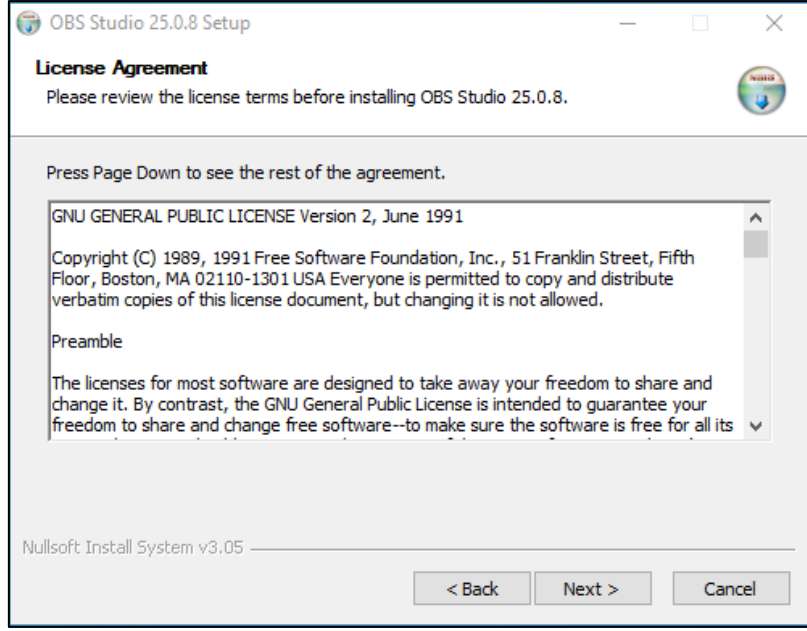 OBS Studio 25.0.8 Setup
License Agreement
Please review the license terms before installing OBS Studio 25.0.8.
Press Page Down to see the rest of the agreement.
GNU GENERAL PUBLIC LICENSE Version 2, June 1991
Copyright (C) 1989, 1991 Free Software Foundation, Inc., 51 Franklin Street, Fifth
Floor, Boston, MA 02110-1301 USA Everyone is permitted to copy and distribute
verbatim copies of this license document, but changing it is not allowed.
Preamble
The licenses for most software are designed to take away your freedom to share and
change it. By contrast, the GNU General Public License is intended to guarantee your
freedom to share and change free software--to make sure the software is free for all its
Nullsoft Install System v3.05
< Back
Next >
Cancel